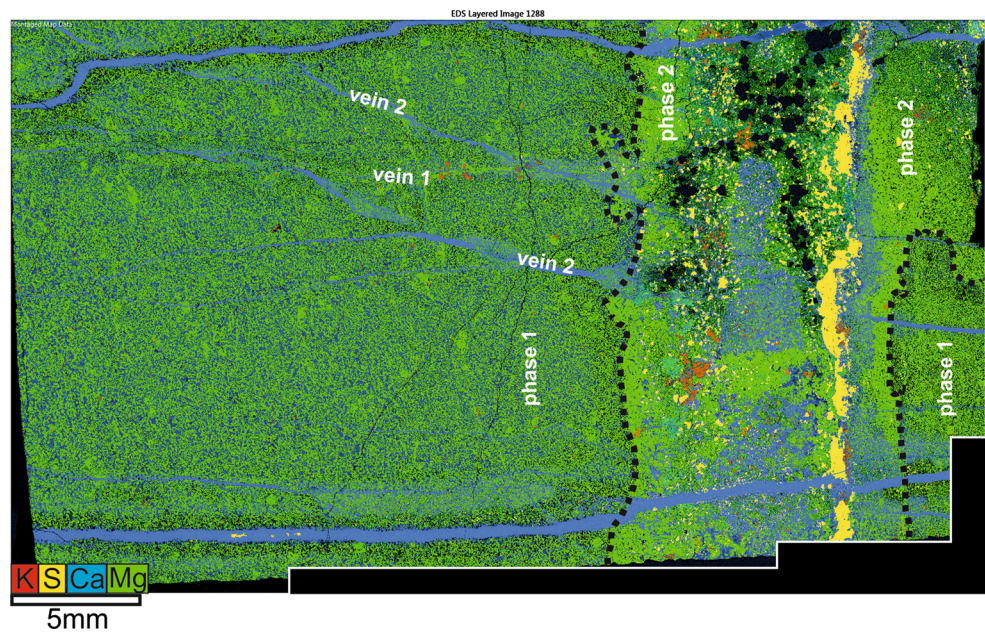 EDS Layered Image 1288
Montaged Map Data
vein 2
phase 2
phase 2
vein 1
vein 2
phase 1
phase 1
K S Ca Mg
5mm